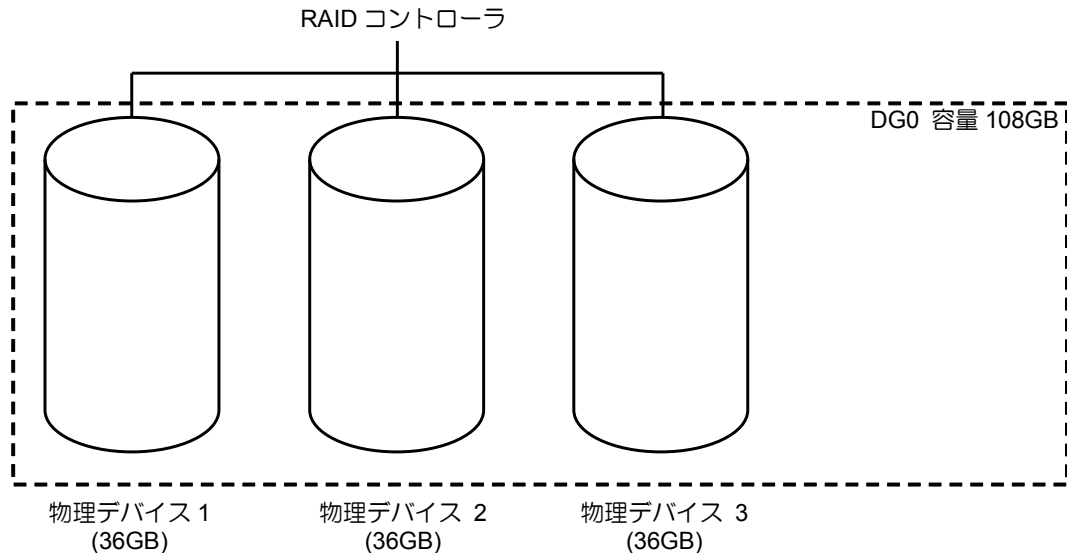 RAID コントローラ
DG0 容量 108GB
物理デバイス 1
(36GB)
物理デバイス 2
(36GB)
物理デバイス 3
(36GB)